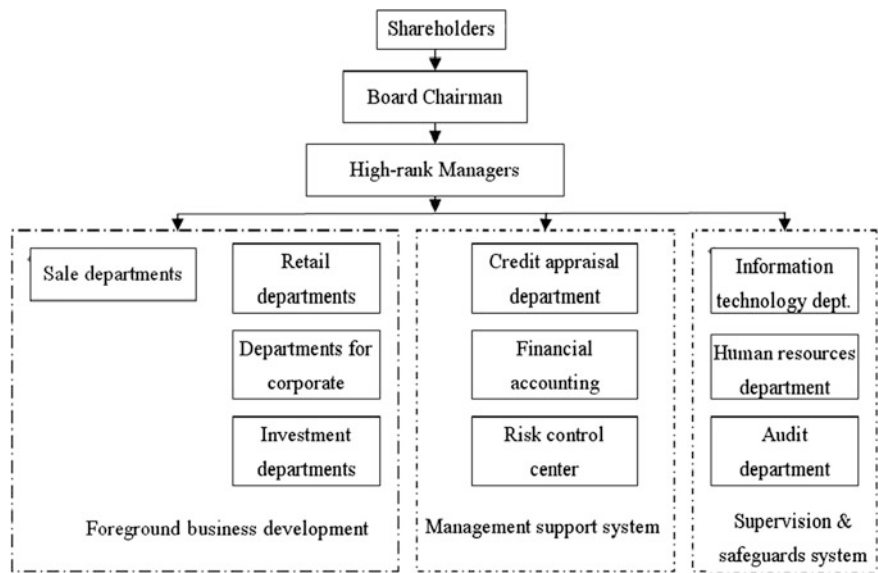 Shareholders
Board Chairman
High-rank Managers
Sale departments
Retail
departments
Departments for
corporate
Investment
departments
Foreground business development
Credit appraisal
department
Financial
accounting
Risk control
center
Management support system
Information
technology dept.
Human resources
department
Audit
department
Supervision &
safeguards system